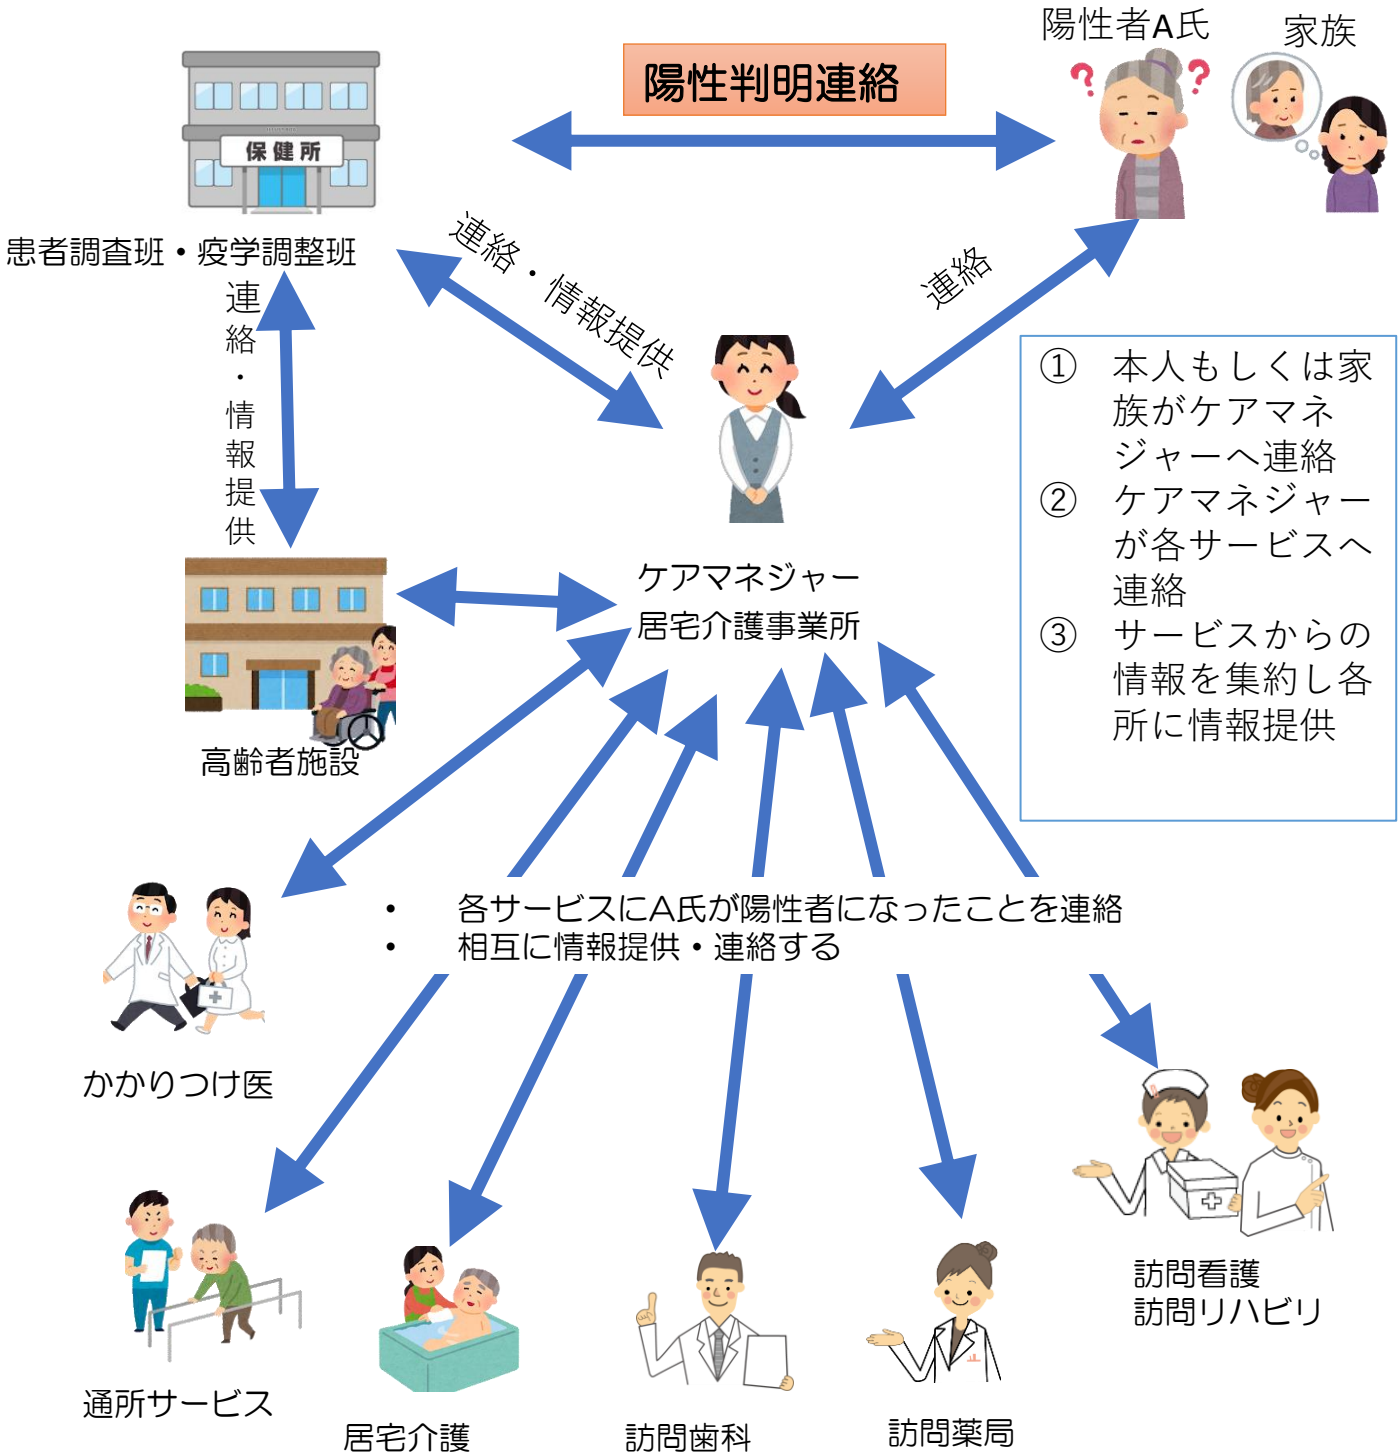 陽性者A氏
家族
陽性判明連絡
保健所
患者調査班・疫学調整班
連絡・情報提供
連絡・情報提供
連絡
① 本人もしくは家
族がケアマネ
ジャーへ連絡
② ケアマネジャー
が各サービスへ
連絡
③ サービスからの
情報を集約し各
所に情報提供
ケアマネジャー
居宅介護事業所
高齢者施設
• 各サービスにA氏が陽性者になったことを連絡
• 相互に情報提供・連絡する
かかりつけ医
訪問看護
訪問リハビリ
通所サービス
居宅介護
訪問歯科
訪問薬局